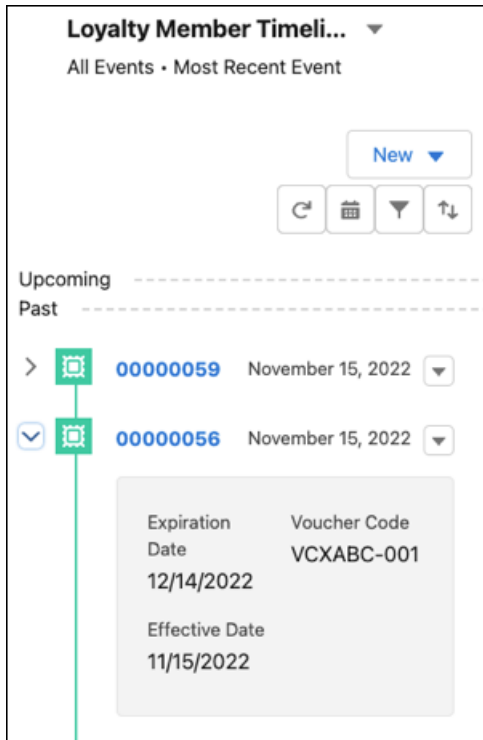 Loyalty Member Timeli...
All Events • Most Recent Event
New
Upcoming
Past
00000059 November 15, 2022
00000056 November 15, 2022
Expiration Voucher Code
Date VCXABC-001
12/14/2022
Effective Date
11/15/2022